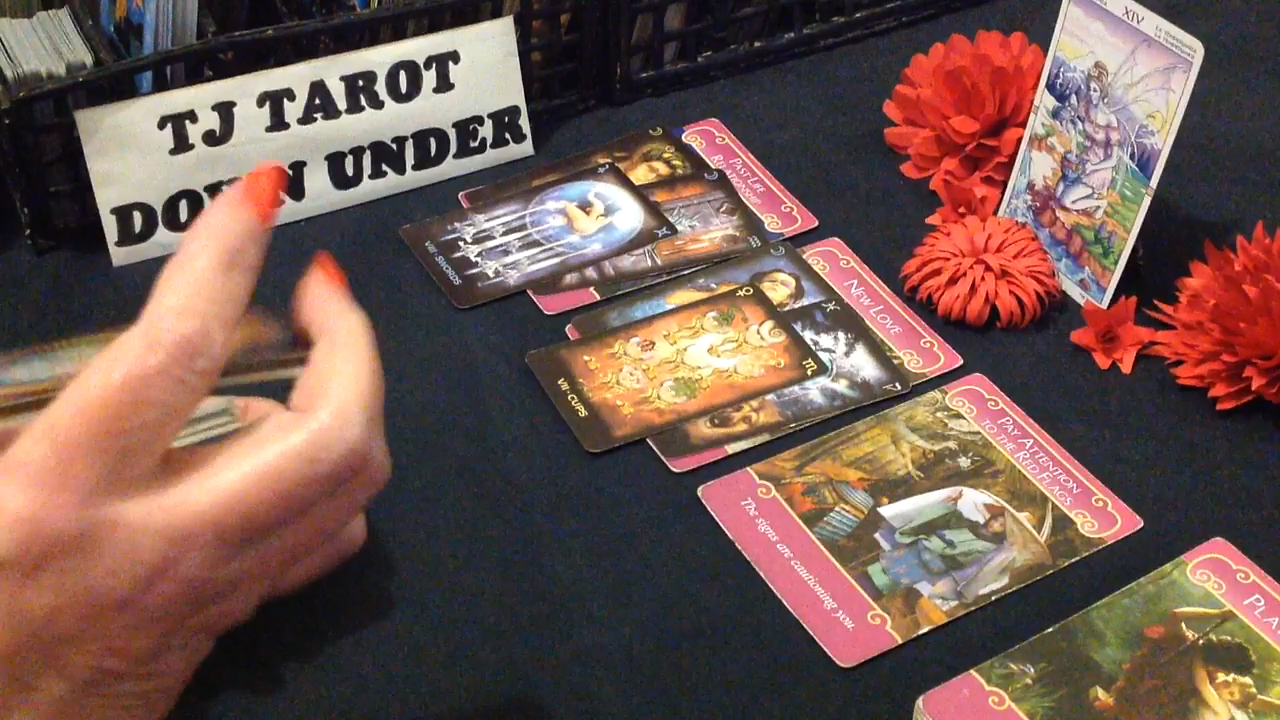 TJ TAROT
DOWN UNDER
XIV
PAST-LIFE
RELATIONSHIP
VIII · SWORDS
NEW LOVE
VII · CUPS
PAY ATTENTION
TO THE RED FLAGS
The signs are cautioning you.
PLA